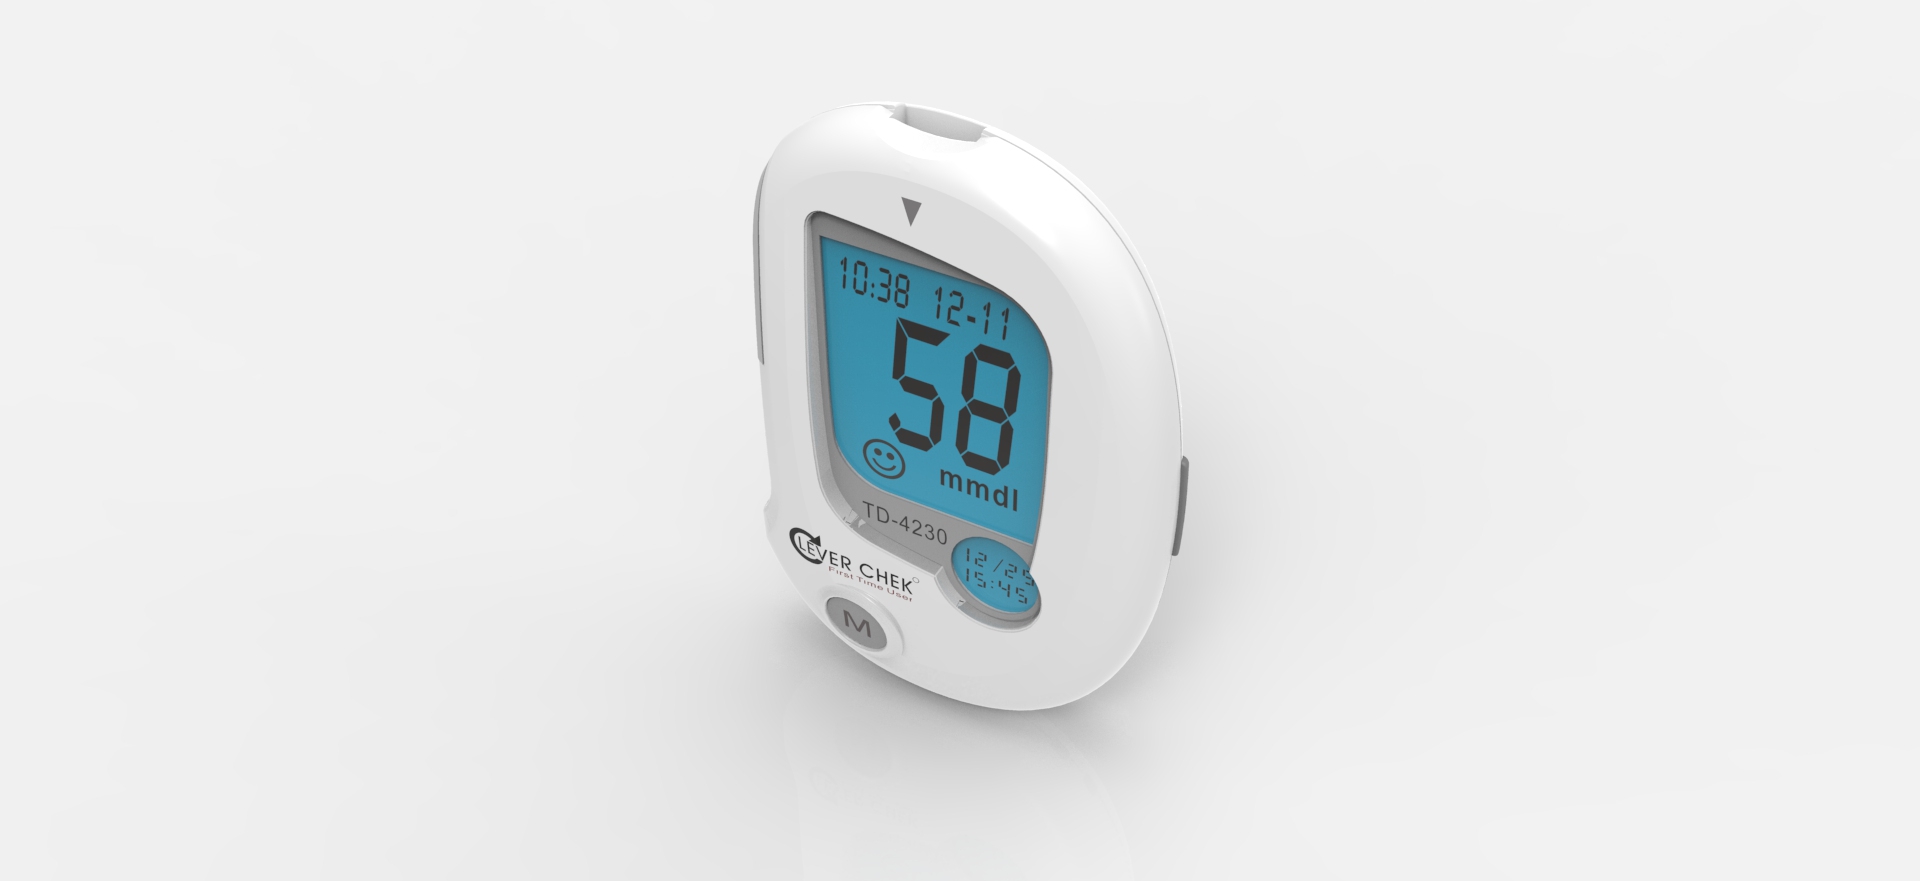 10:38 12-11
58
mmdl
TD-4230
12/25
15:45
CLEVER CHEK
First Time User
M